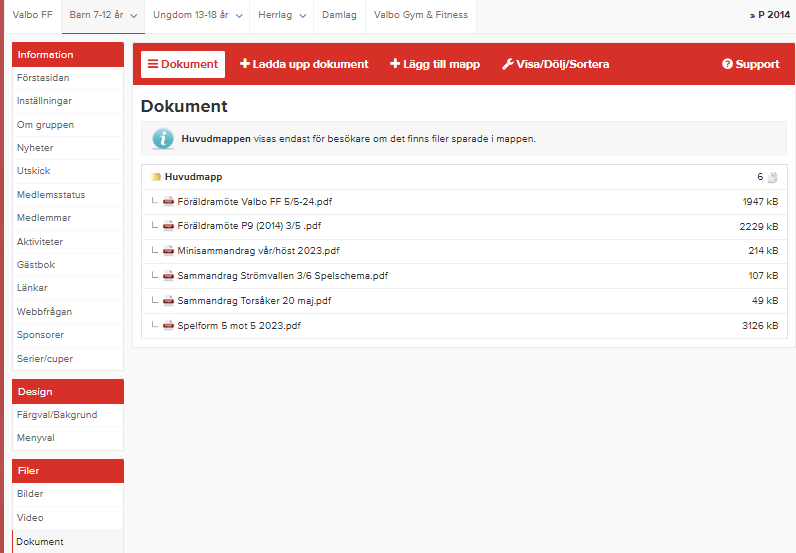 Valbo FF Barn 7-12 år Ungdom 13-18 år Herrlag Damlag Valbo Gym & Fitness » P 2014
Information
Förstasidan
Inställningar
Om gruppen
Nyheter
Utskick
Medlemsstatus
Medlemmar
Aktiviteter
Gästbok
Länkar
Webbfrågan
Sponsorer
Serier/cuper
Design
Färgval/Bakgrund
Menyval
Filer
Bilder
Video
Dokument
Dokument Ladda upp dokument Lägg till mapp Visa/Dölj/Sortera Support
Dokument
Huvudmappen visas endast för besökare om det finns filer sparade i mappen.
Huvudmapp 6
Föräldramöte Valbo FF 5/5-24.pdf 1947 kB
Föräldramöte P9 (2014) 3/5 .pdf 2229 kB
Minisammandrag vår/höst 2023.pdf 214 kB
Sammandrag Strömvallen 3/6 Spelschema.pdf 107 kB
Sammandrag Torsåker 20 maj.pdf 49 kB
Spelform 5 mot 5 2023.pdf 3126 kB